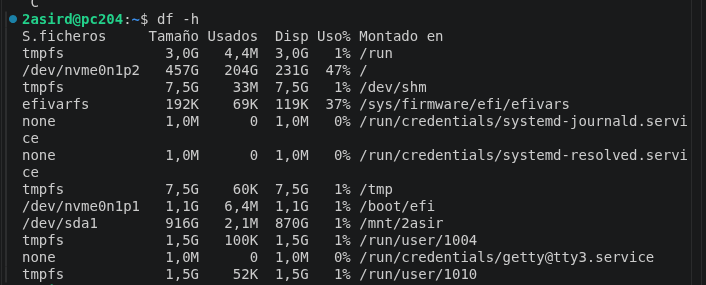 C
2asird@pc204:~$ df -h
S.ficheros     Tamaño Usados  Disp Uso% Montado en
tmpfs            3,0G   4,4M  3,0G   1% /run
/dev/nvme0n1p2   457G   204G  231G  47% /
tmpfs            7,5G    33M  7,5G   1% /dev/shm
efivarfs         192K    69K  119K  37% /sys/firmware/efi/efivars
none             1,0M      0  1,0M   0% /run/credentials/systemd-journald.servi
ce
none             1,0M      0  1,0M   0% /run/credentials/systemd-resolved.servi
ce
tmpfs            7,5G    60K  7,5G   1% /tmp
/dev/nvme0n1p1   1,1G   6,4M  1,1G   1% /boot/efi
/dev/sda1        916G   2,1M  870G   1% /mnt/2asir
tmpfs            1,5G   100K  1,5G   1% /run/user/1004
none             1,0M      0  1,0M   0% /run/credentials/getty@tty3.service
tmpfs            1,5G    52K  1,5G   1% /run/user/1010